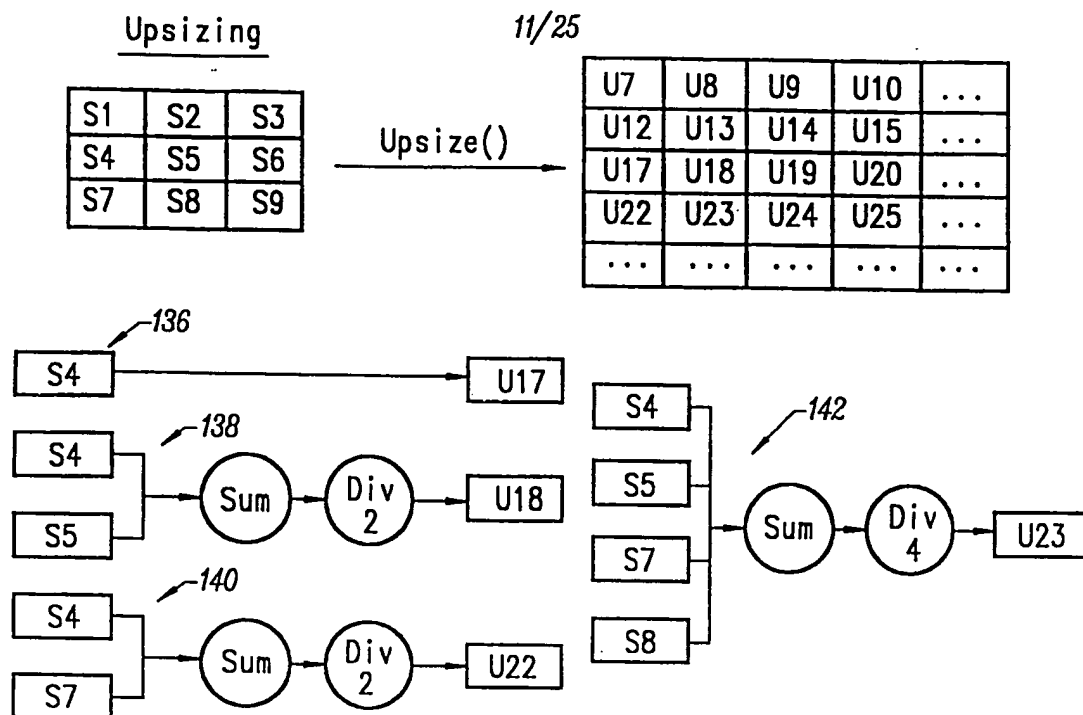 Upsizing
11/25
S1 S2 S3
S4 S5 S6
S7 S8 S9
Upsize()
U7 U8 U9 U10 ...
U12 U13 U14 U15 ...
U17 U18 U19 U20 ...
U22 U23 U24 U25 ...
... ... ... ... ...
136
S4 U17
138
S4
S5
Sum
Div 2
U18
140
S4
S7
Sum
Div 2
U22
142
S4
S5
S7
S8
Sum
Div 4
U23